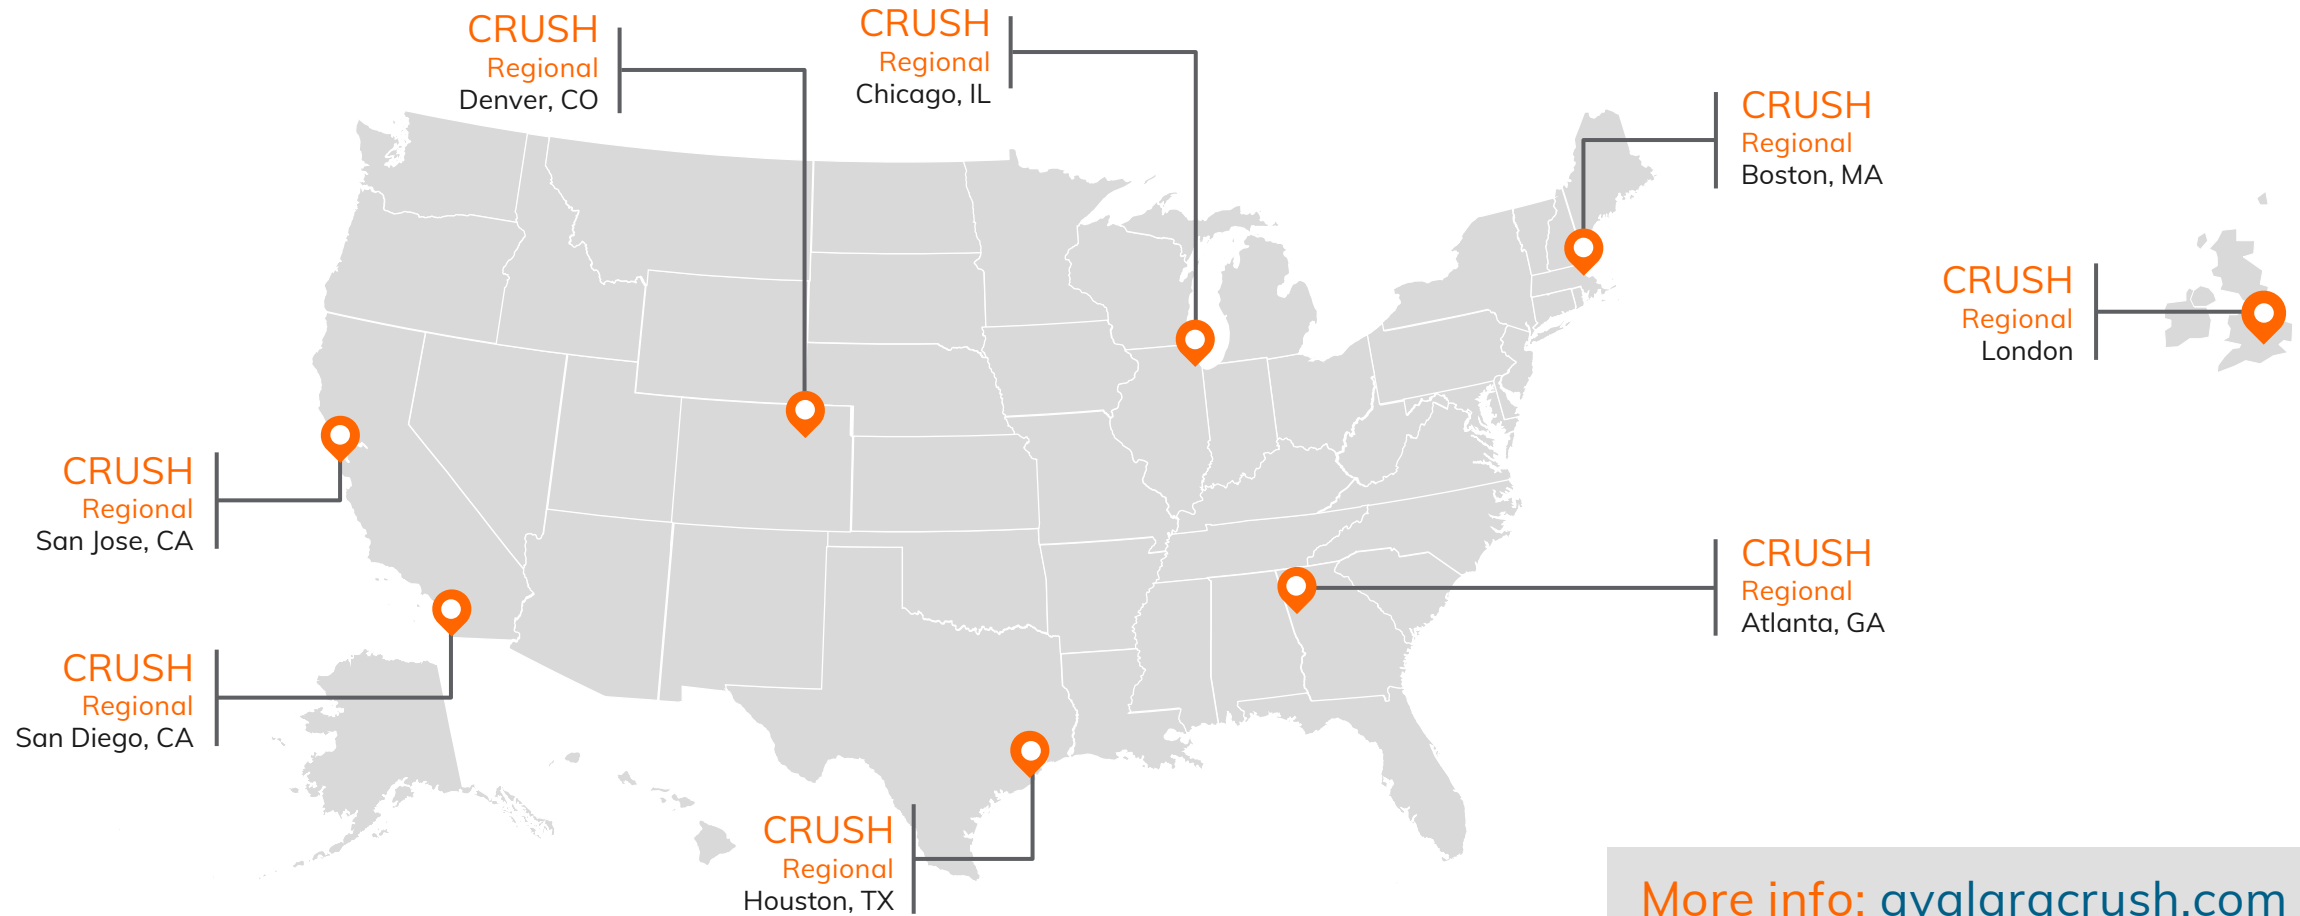 CRUSH
Regional
Denver, CO
CRUSH
Regional
Chicago, IL
CRUSH
Regional
Boston, MA
CRUSH
Regional
London
CRUSH
Regional
San Jose, CA
CRUSH
Regional
Atlanta, GA
CRUSH
Regional
San Diego, CA
CRUSH
Regional
Houston, TX
More info: avalaracrush.com